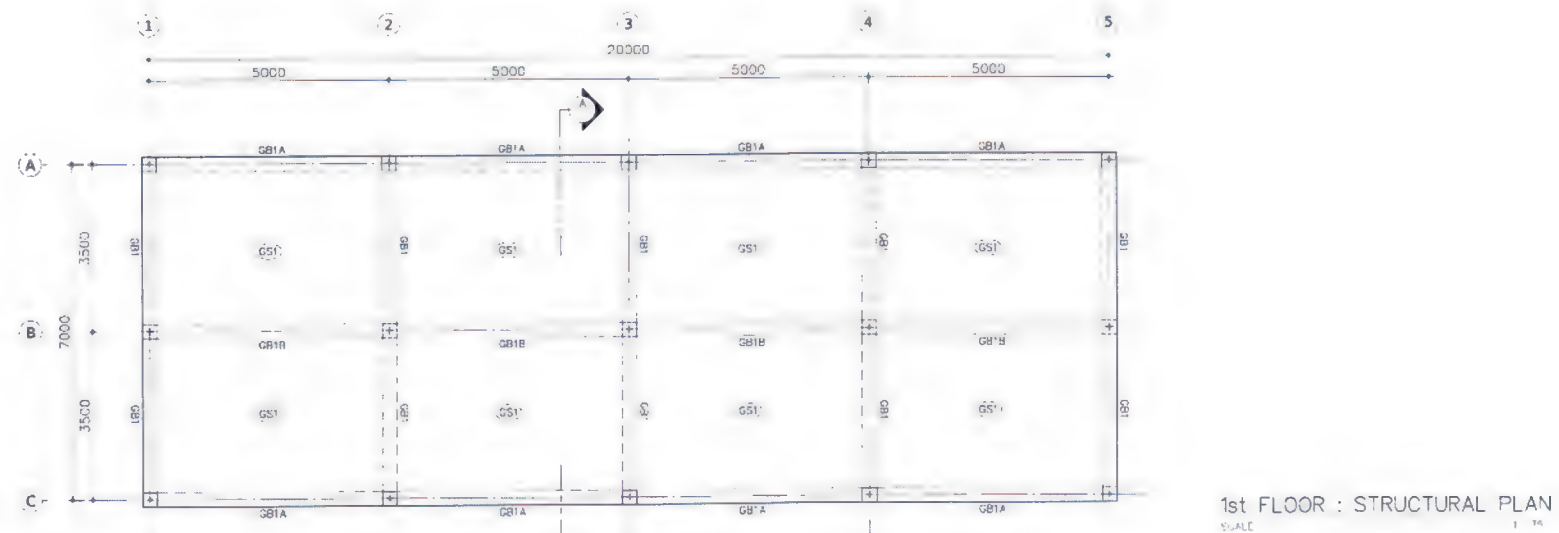 1 2 3 4 5
20000
5000 5000 5000 5000
A
GB1A GB1A GB1A GB1A
A
3500 GB1 GS1 GB1 GS1 GB1 GS1 GB1 GS1 GB1
B 7000
GB1B GB1B GB1B GB1B
3500 GB1 GS1 GB1 GS1 GB1 GS1 GB1 GS1 GB1
C
GB1A GB1A GB1A GB1A
1st FLOOR : STRUCTURAL PLAN
SCALE